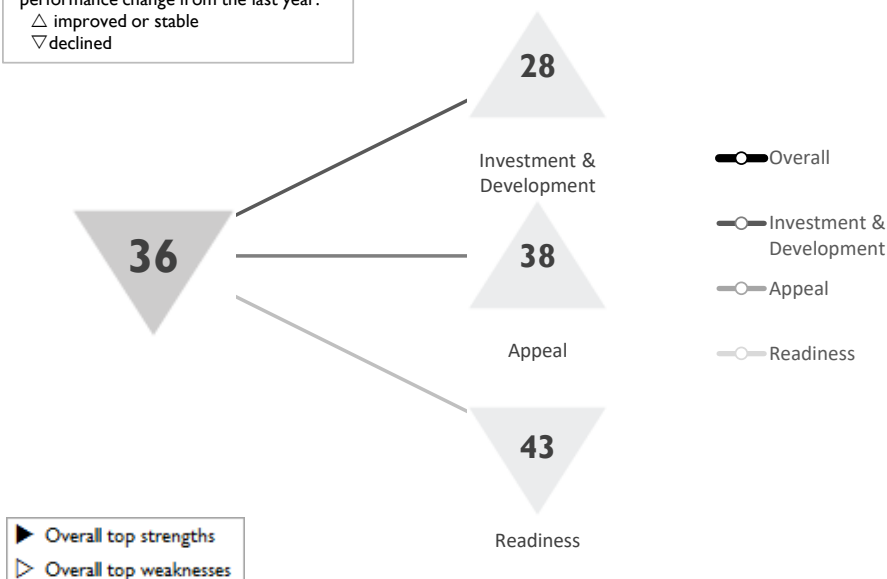 performance change from the last year:
△ improved or stable
▽ declined
28
Investment &
Development
36
38
Appeal
43
Readiness
Overall
Investment &
Development
Appeal
Readiness
▶ Overall top strengths
▷ Overall top weaknesses